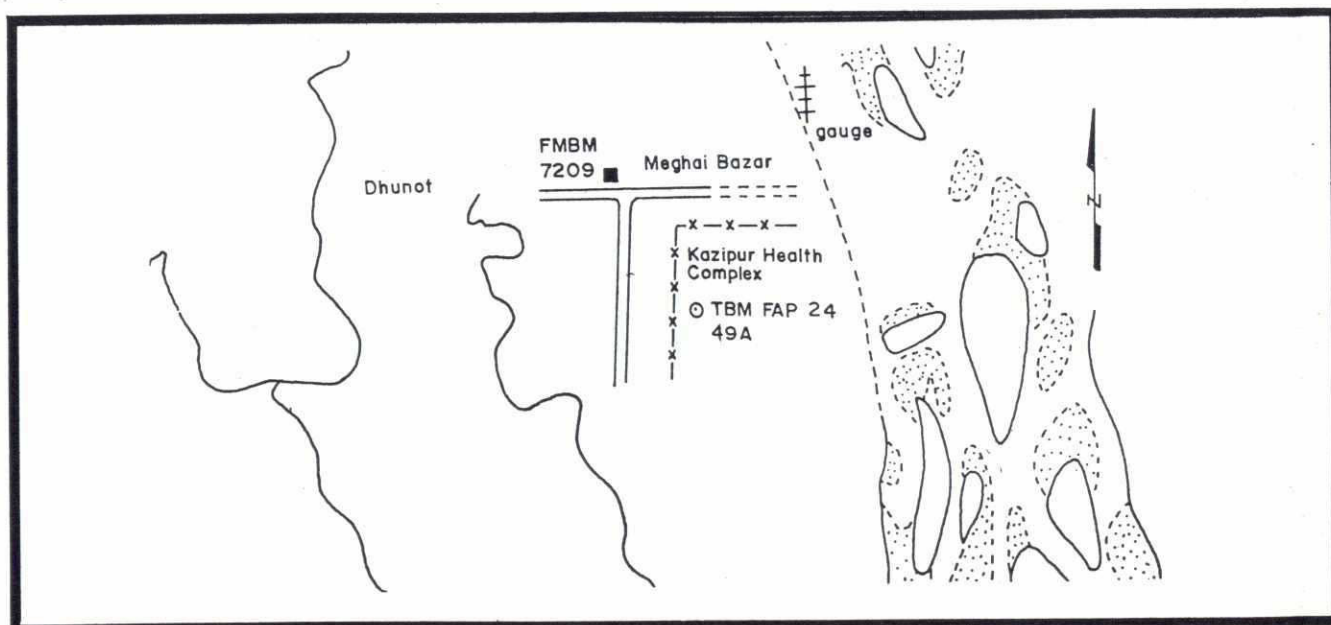 gauge
FMBM
7209
Meghai Bazar
Dhunot
N
Kazipur Health
Complex
TBM FAP 24
49A